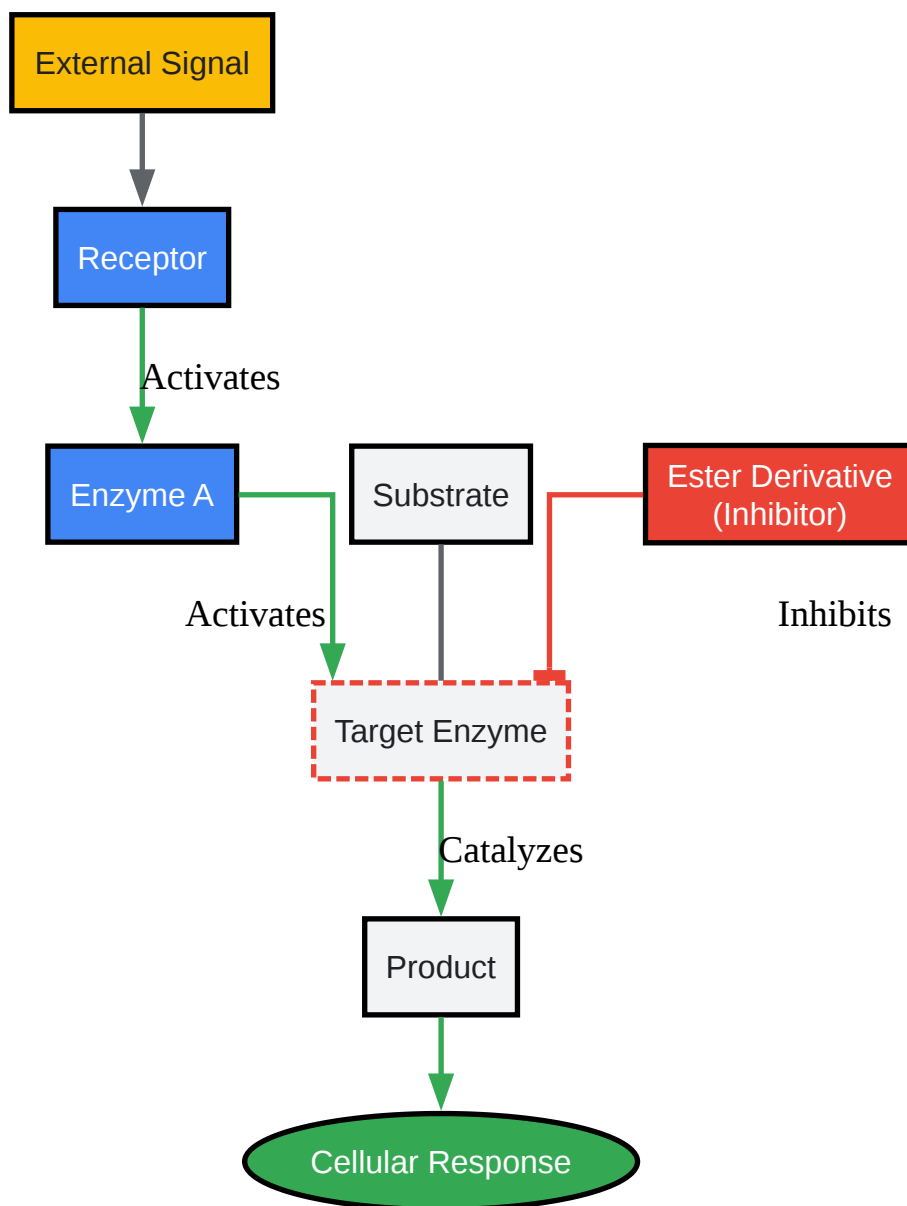 External Signal
Receptor
Activates
Enzyme A
Substrate
Ester Derivative
(Inhibitor)
Activates
Inhibits
Target Enzyme
Catalyzes
Product
Cellular Response